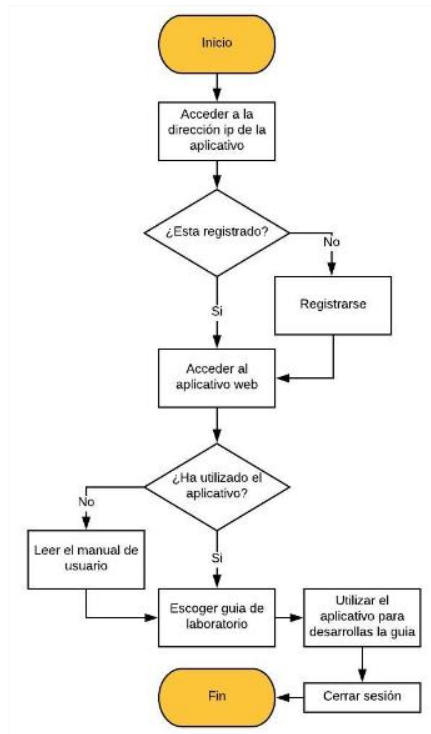 Inicio
Acceder a la
dirección ip de la
aplicativo
¿Esta registrado?
No
Registrarse
Si
Acceder al
aplicativo web
¿Ha utilizado el
aplicativo?
No
Leer el manual de
usuario
Si
Escoger guia de
laboratorio
Utilizar el
aplicativo para
desarrollas la guia
Cerrar sesión
Fin